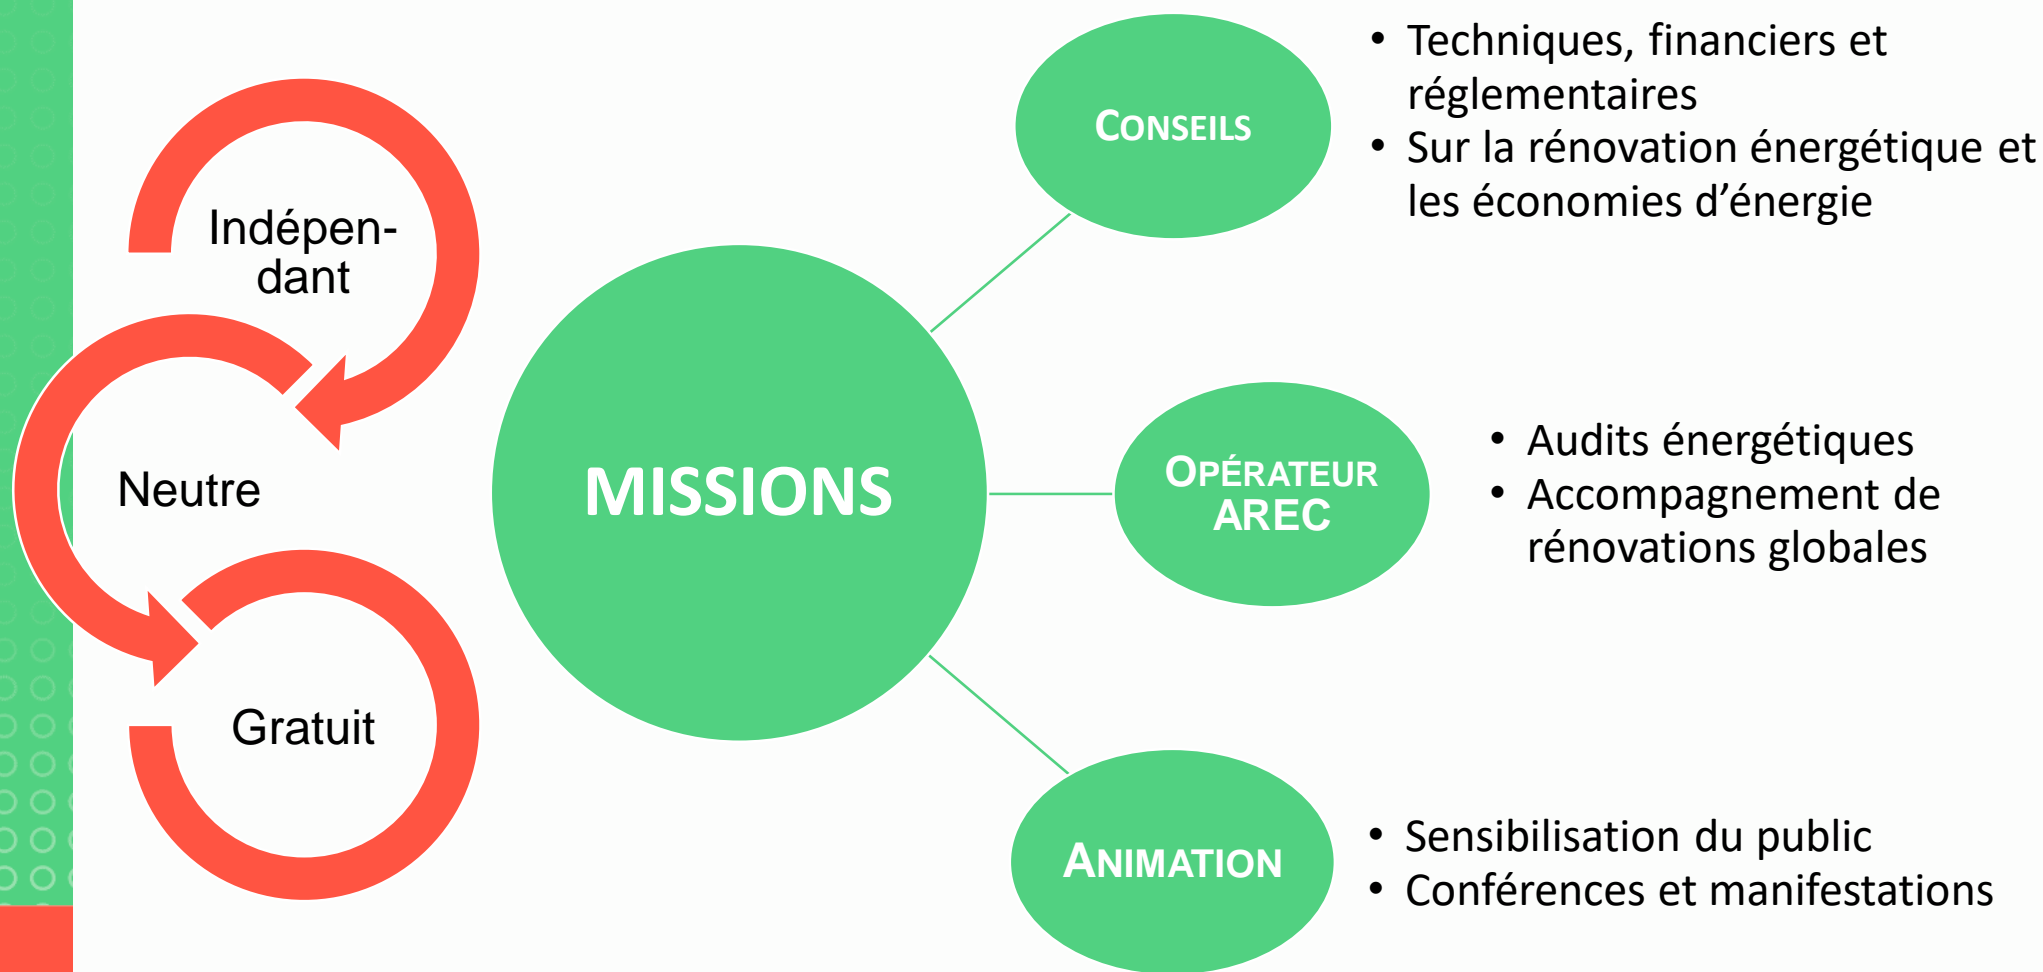 Indépen-
dant
Neutre
Gratuit
MISSIONS
CONSEILS
• Techniques, financiers et
réglementaires
• Sur la rénovation énergétique et
les économies d’énergie
OPÉRATEUR
AREC
• Audits énergétiques
• Accompagnement de
rénovations globales
ANIMATION
• Sensibilisation du public
• Conférences et manifestations